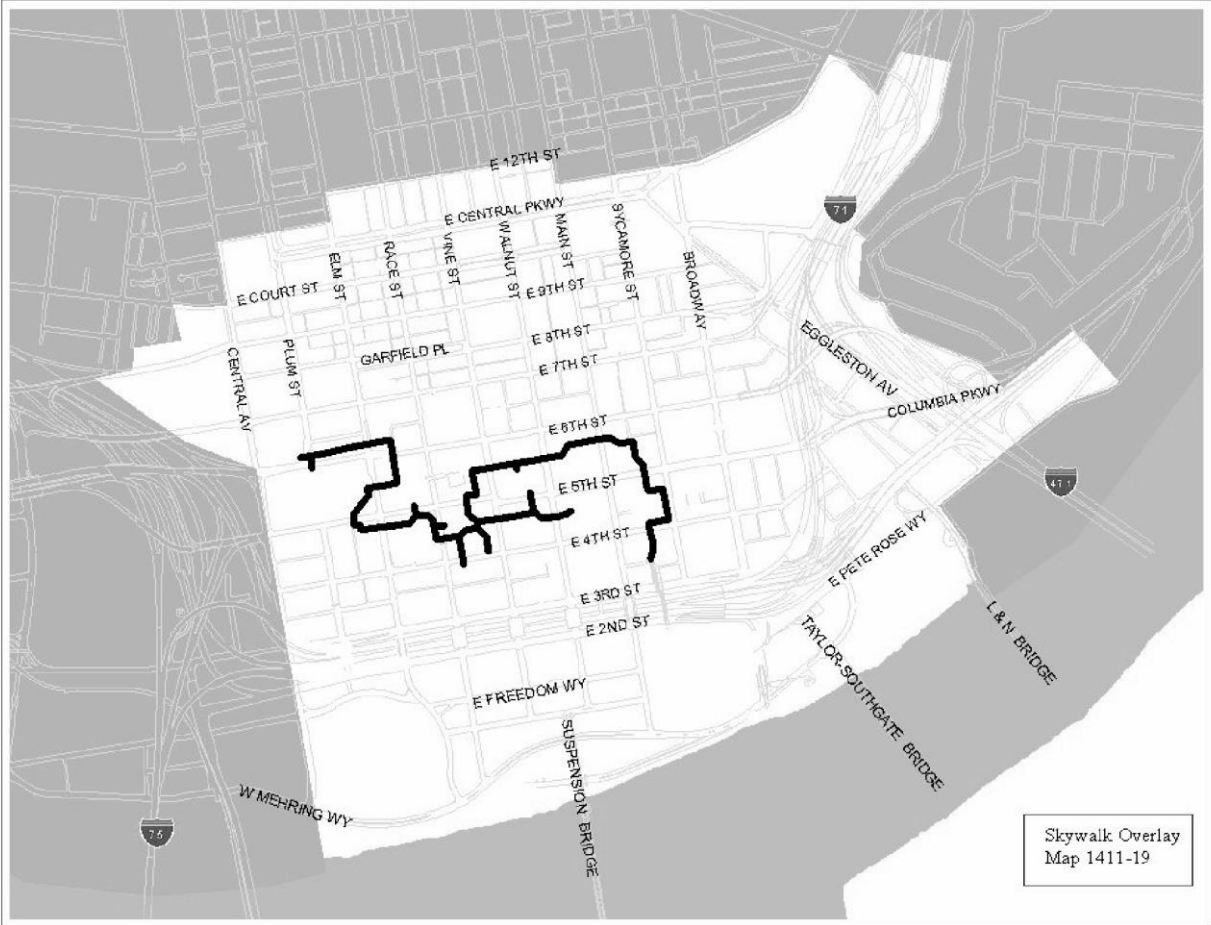 E 12TH ST
E CENTRAL PKWY
71
ELM ST
RACE ST
VINE ST
WALNUT ST
MAIN ST
SYCAMORE ST
BROADWAY
E COURT ST
E 9TH ST
E 8TH ST
GARFIELD PL
E 7TH ST
CENTRAL AV
PLUM ST
EGGLESTON AV
COLUMBIA PKWY
E 6TH ST
E 5TH ST
471
E 4TH ST
E PETE ROSE WY
E 3RD ST
E 2ND ST
L & N BRIDGE
TAYLOR-SOUTHGATE BRIDGE
E FREEDOM WY
SUSPENSION BRIDGE
W MEHRING WY
75
Skywalk Overlay
Map 1411-19